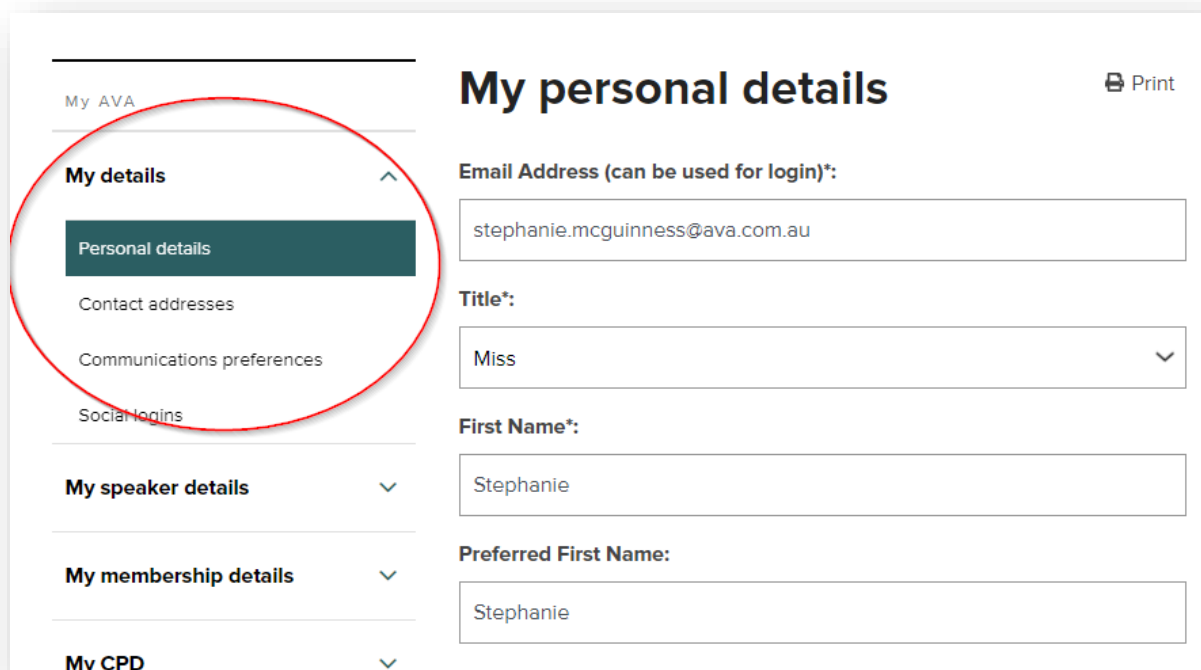 My AVA
My details
Personal details
Contact addresses
Communications preferences
Social logins
My speaker details
My membership details
My CPD
My personal details
Print
Email Address (can be used for login)*:
stephanie.mcguinness@ava.com.au
Title*:
Miss
First Name*:
Stephanie
Preferred First Name:
Stephanie